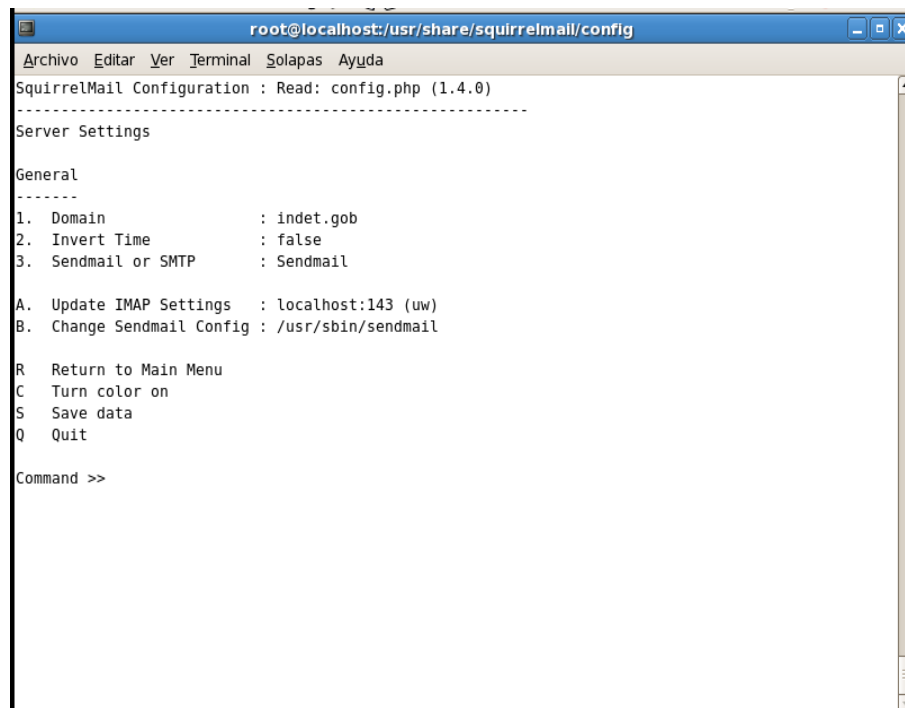 root@localhost:/usr/share/squirrelmail/config
Archivo Editar Ver Terminal Solapas Ayuda
SquirrelMail Configuration : Read: config.php (1.4.0)
---------------------------------------------------------
Server Settings
General
-------
1.  Domain                 : indet.gob
2.  Invert Time            : false
3.  Sendmail or SMTP       : Sendmail
A.  Update IMAP Settings   : localhost:143 (uw)
B.  Change Sendmail Config : /usr/sbin/sendmail
R   Return to Main Menu
C   Turn color on
S   Save data
Q   Quit
Command >>